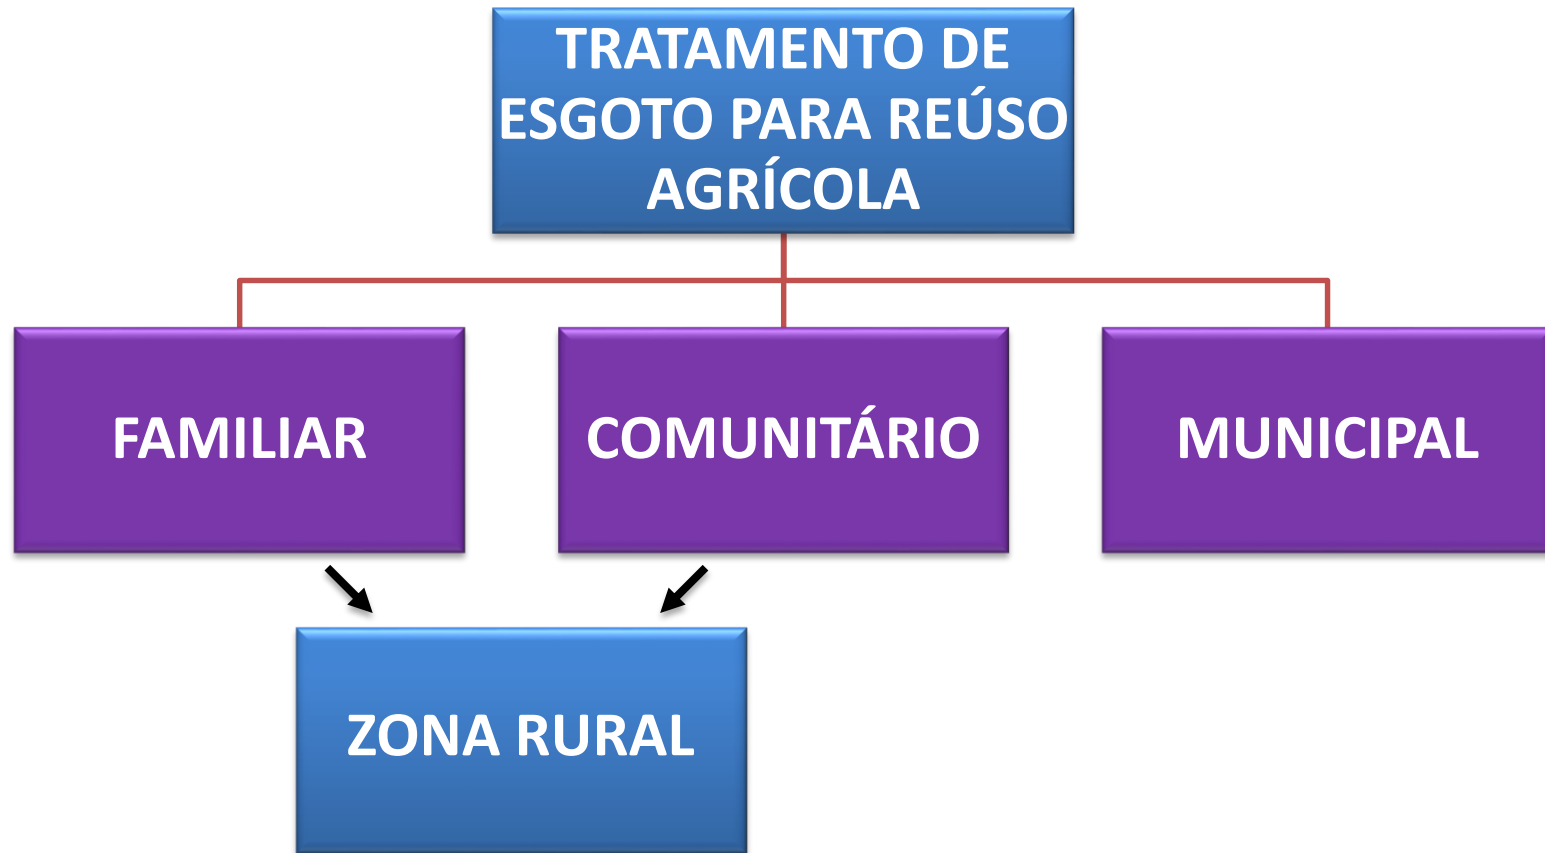 TRATAMENTO DE
ESGOTO PARA REÚSO
AGRÍCOLA
FAMILIAR
COMUNITÁRIO
MUNICIPAL
ZONA RURAL